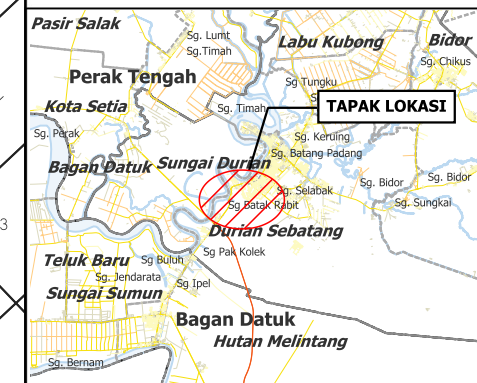 Pasir Salak
Sg. Lumt
Sg.Timah
Labu Kubong
Bidor
Sg. Chikus
Perak Tengah
Sg Tungku
Kota Setia
Sg. Timah
S
TAPAK LOKASI
Sg. Perak
Sg. Keruing
Sg. Batang Padang
Bagan Datuk
Sungai Durian
Sg. Selabak
Sg. Bidor
Sg. Bidor
Sg Batak Rabit
Sg. Sungkai
3
Durian Sebatang
Sg Pak Kolek
Teluk Baru
Sg Buluh
Sg. Jendarata
Sg Ipel
Sungai Sumun
Bagan Datuk
Hutan Melintang
Sg. Bernam